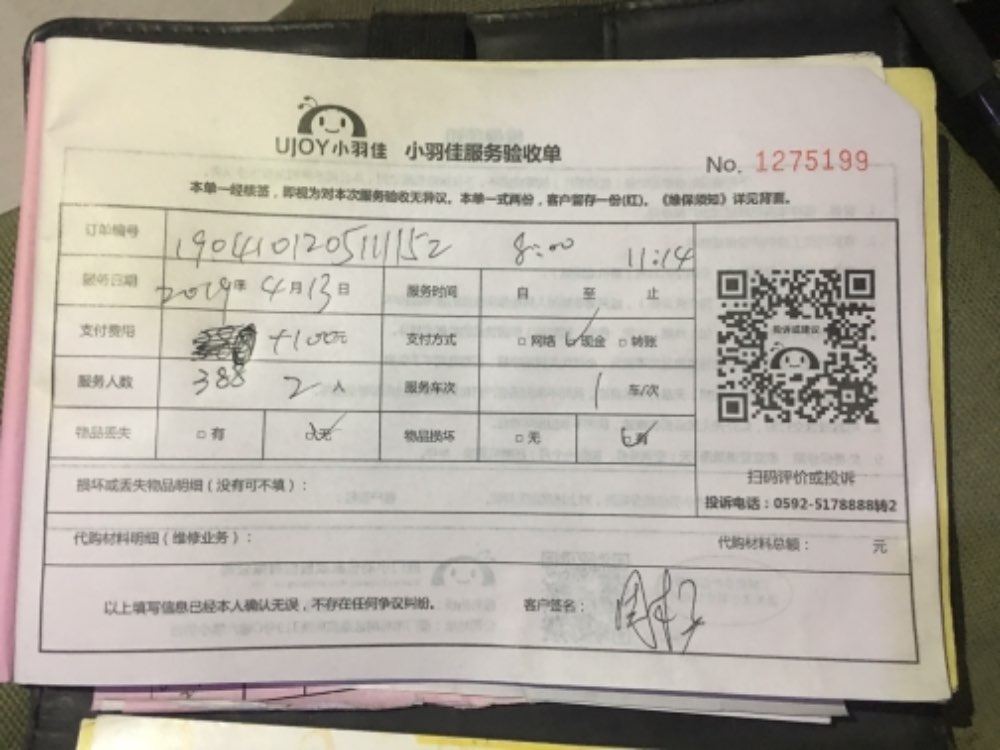 UJOY小羽佳 小羽佳服务验收单
No. 1275199
本单一经核签，即视为对本次服务验收无异议。本单一式两份，客户留存一份(红)。《维保须知》详见背面。
订单编号 190410120511152 8:00 11:14
服务日期 2019年 4月13日 服务时间 自 至 止
支付费用 +100元 支付方式 □ 网络 ☑ 现金 □ 转账
388
服务人数 2 人 服务车次 1 车/次
物品丢失 □ 有 ☑ 无 物品损坏 □ 无 ☑ 有
投诉或建议
扫码评价或投诉
投诉电话：0592-5178888转2
损坏或丢失物品明细（没有可不填）：
代购材料明细（维修业务）： 代购材料总额： 元
以上填写信息已经本人确认无误，不存在任何争议纠纷。 客户签名：